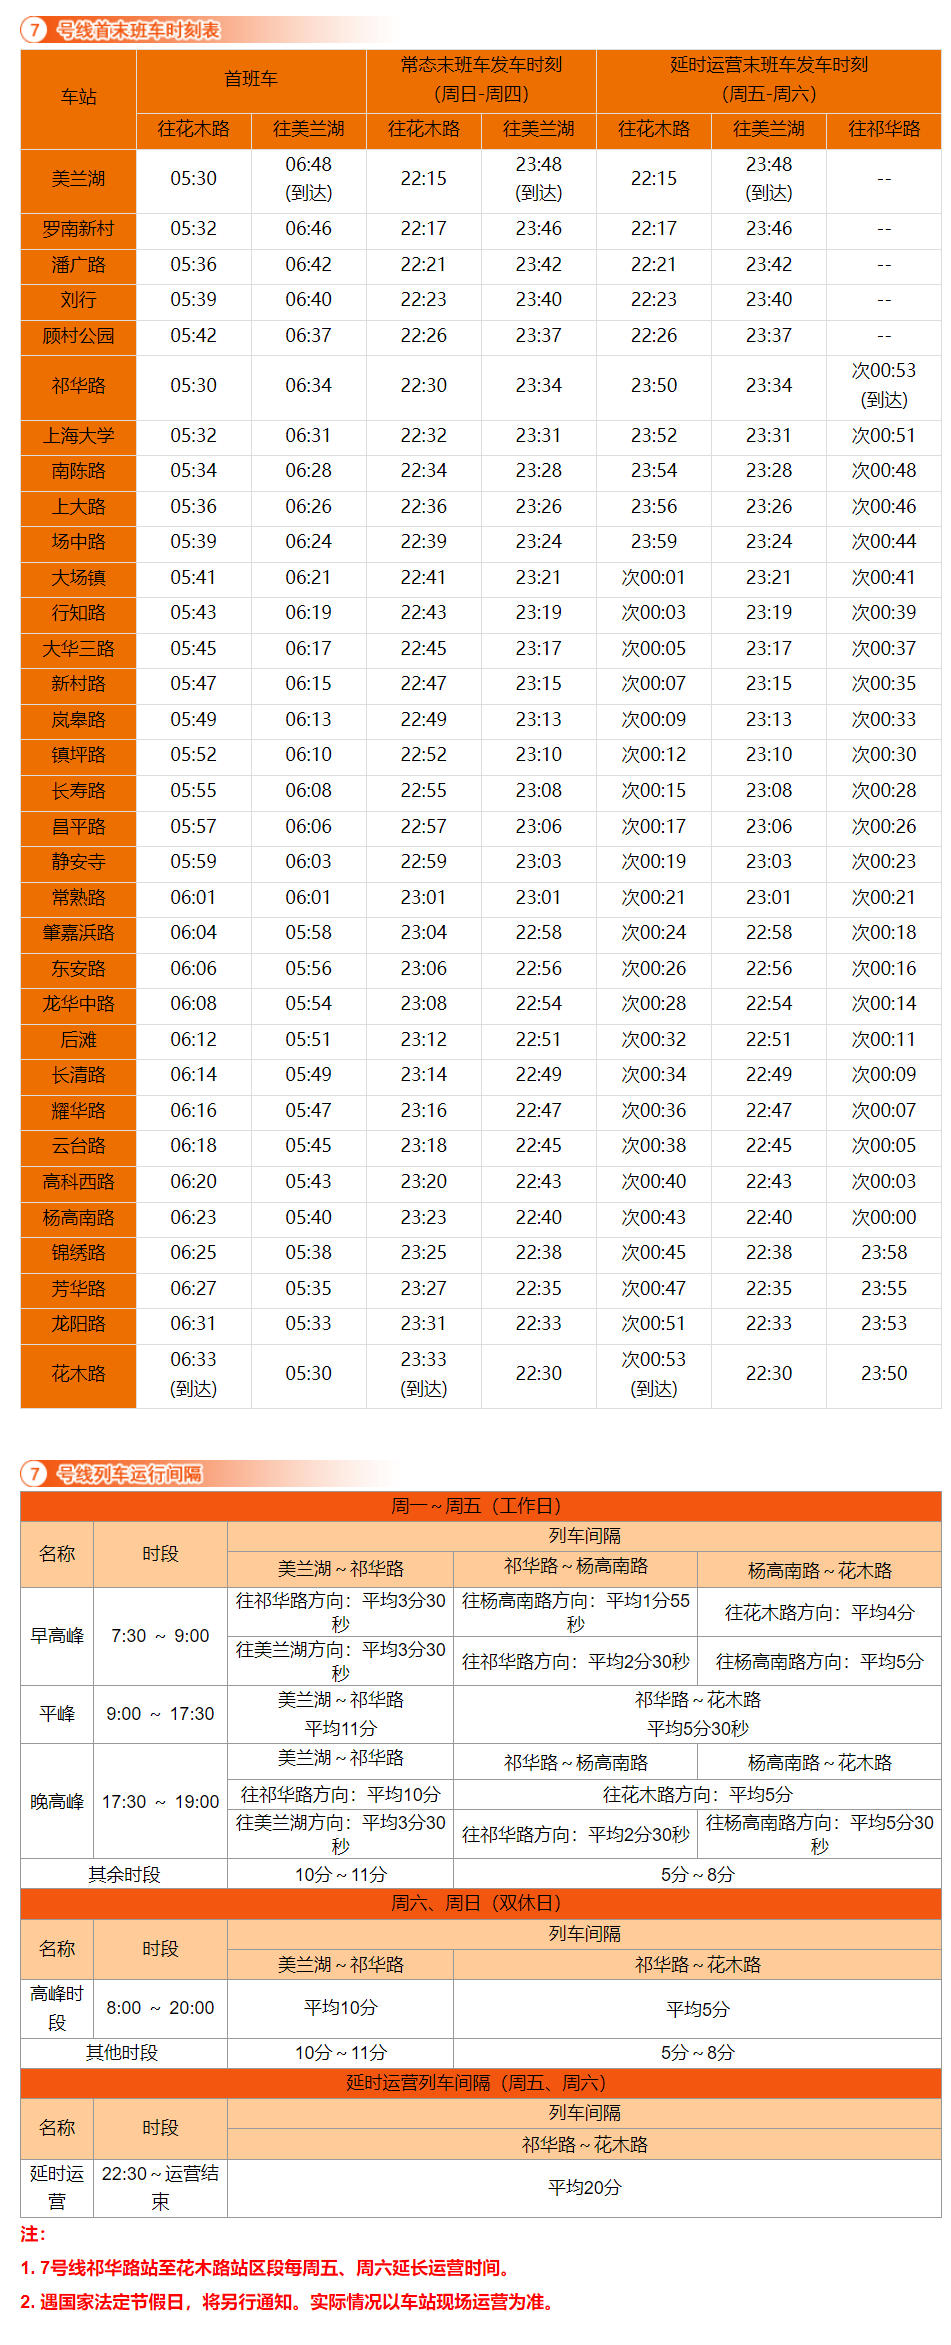 7 号线首末班车时刻表
车站 首班车 常态末班车发车时刻 (周日-周四) 延时运营末班车发车时刻 (周五-周六)
往花木路 往美兰湖 往花木路 往美兰湖 往花木路 往美兰湖 往祁华路
美兰湖 05:30 06:48 (到达) 22:15 23:48 (到达) 22:15 23:48 (到达) --
罗南新村 05:32 06:46 22:17 23:46 22:17 23:46 --
潘广路 05:36 06:42 22:21 23:42 22:21 23:42 --
刘行 05:39 06:40 22:23 23:40 22:23 23:40 --
顾村公园 05:42 06:37 22:26 23:37 22:26 23:37 --
祁华路 05:30 06:34 22:30 23:34 23:50 23:34 次00:53 (到达)
上海大学 05:32 06:31 22:32 23:31 23:52 23:31 次00:51
南陈路 05:34 06:28 22:34 23:28 23:54 23:28 次00:48
上大路 05:36 06:26 22:36 23:26 23:56 23:26 次00:46
场中路 05:39 06:24 22:39 23:24 23:59 23:24 次00:44
大场镇 05:41 06:21 22:41 23:21 次00:01 23:21 次00:41
行知路 05:43 06:19 22:43 23:19 次00:03 23:19 次00:39
大华三路 05:45 06:17 22:45 23:17 次00:05 23:17 次00:37
新村路 05:47 06:15 22:47 23:15 次00:07 23:15 次00:35
岚皋路 05:49 06:13 22:49 23:13 次00:09 23:13 次00:33
镇坪路 05:52 06:10 22:52 23:10 次00:12 23:10 次00:30
长寿路 05:55 06:08 22:55 23:08 次00:15 23:08 次00:28
昌平路 05:57 06:06 22:57 23:06 次00:17 23:06 次00:26
静安寺 05:59 06:03 22:59 23:03 次00:19 23:03 次00:23
常熟路 06:01 06:01 23:01 23:01 次00:21 23:01 次00:21
肇嘉浜路 06:04 05:58 23:04 22:58 次00:24 22:58 次00:18
东安路 06:06 05:56 23:06 22:56 次00:26 22:56 次00:16
龙华中路 06:08 05:54 23:08 22:54 次00:28 22:54 次00:14
后滩 06:12 05:51 23:12 22:51 次00:32 22:51 次00:11
长清路 06:14 05:49 23:14 22:49 次00:34 22:49 次00:09
耀华路 06:16 05:47 23:16 22:47 次00:36 22:47 次00:07
云台路 06:18 05:45 23:18 22:45 次00:38 22:45 次00:05
高科西路 06:20 05:43 23:20 22:43 次00:40 22:43 次00:03
杨高南路 06:23 05:40 23:23 22:40 次00:43 22:40 次00:00
锦绣路 06:25 05:38 23:25 22:38 次00:45 22:38 23:58
芳华路 06:27 05:35 23:27 22:35 次00:47 22:35 23:55
龙阳路 06:31 05:33 23:31 22:33 次00:51 22:33 23:53
花木路 06:33 (到达) 05:30 23:33 (到达) 22:30 次00:53 (到达) 22:30 23:50
7 号线列车运行间隔
周一～周五（工作日）
名称 时段 列车间隔
美兰湖～祁华路 祁华路～杨高南路 杨高南路～花木路
早高峰 7:30 ～ 9:00 往祁华路方向：平均3分30秒 往杨高南路方向：平均1分55秒 往花木路方向：平均4分
往美兰湖方向：平均3分30秒 往祁华路方向：平均2分30秒 往杨高南路方向：平均5分
平峰 9:00 ～ 17:30 美兰湖～祁华路 平均11分 祁华路～花木路 平均5分30秒
晚高峰 17:30 ～ 19:00 美兰湖～祁华路 祁华路～杨高南路 杨高南路～花木路
往祁华路方向：平均10分 往花木路方向：平均5分
往美兰湖方向：平均3分30秒 往祁华路方向：平均2分30秒 往杨高南路方向：平均5分30秒
其余时段 10分～11分 5分～8分
周六、周日（双休日）
名称 时段 列车间隔
美兰湖～祁华路 祁华路～花木路
高峰时段 8:00 ～ 20:00 平均10分 平均5分
其他时段 10分～11分 5分～8分
延时运营列车间隔（周五、周六）
名称 时段 列车间隔
祁华路～花木路
延时运营 22:30～运营结束 平均20分
注：
1. 7号线祁华路站至花木路站区段每周五、周六延长运营时间。
2. 遇国家法定节假日，将另行通知。实际情况以车站现场运营为准。